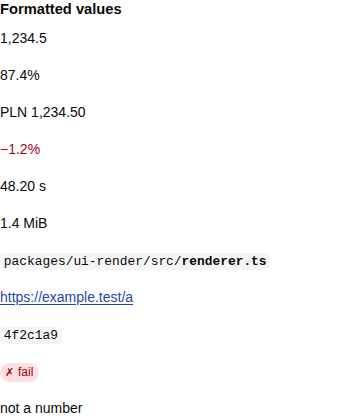 Formatted values
1,234.5
87.4%
PLN 1,234.50
−1.2%
48.20 s
1.4 MiB
packages/ui-render/src/renderer.ts
https://example.test/a
4f2c1a9
✗ fail
not a number